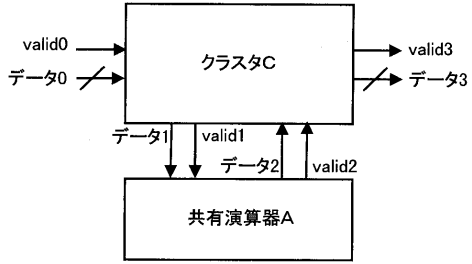 valid0
データ0
クラスタC
valid3
データ3
データ1
valid1
データ2
valid2
共有演算器A